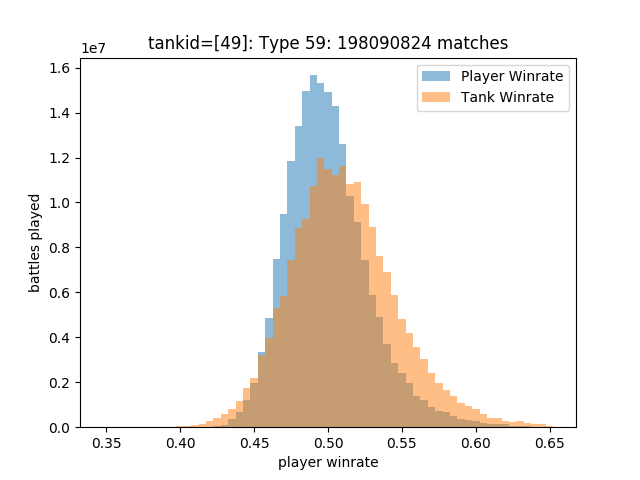 tankid=[49]: Type 59: 198090824 matches
1e7
Player Winrate
Tank Winrate
1.6
1.4
1.2
1.0
0.8
0.6
0.4
0.2
0.0
battles played
0.35 0.40 0.45 0.50 0.55 0.60 0.65
player winrate